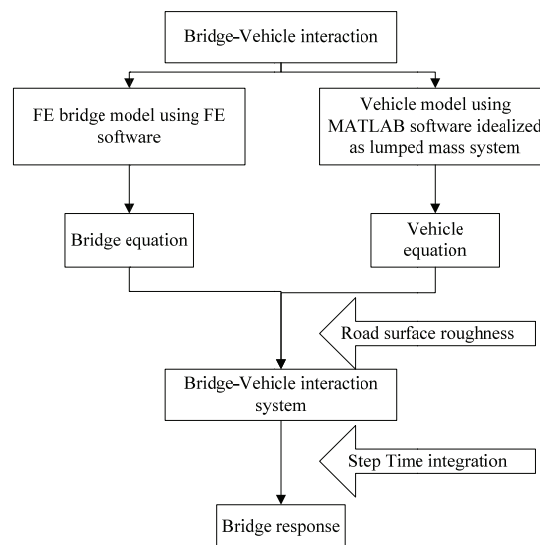 Bridge-Vehicle interaction
FE bridge model using FE
software
Vehicle model using
MATLAB software idealized
as lumped mass system
Bridge equation
Vehicle
equation
Road surface roughness
Bridge-Vehicle interaction
system
Step Time integration
Bridge response